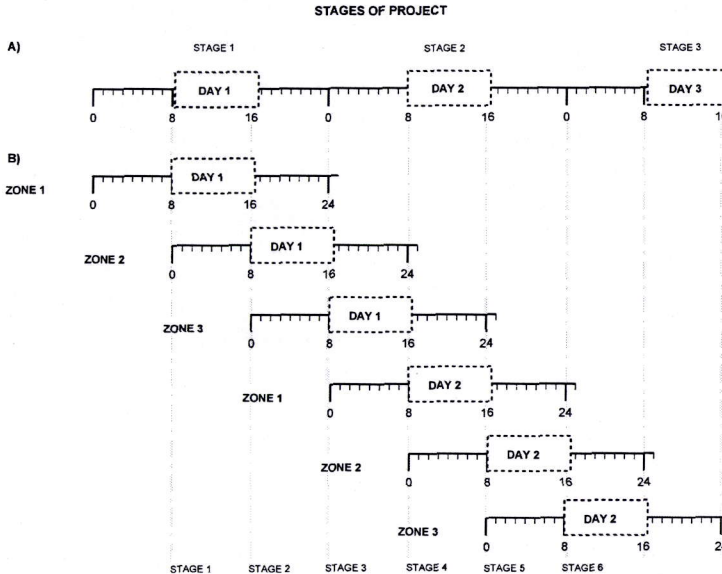 STAGES OF PROJECT
A)
STAGE 1 STAGE 2 STAGE 3
DAY 1 DAY 2 DAY 3
0 8 16 0 8 16 0 8 16
B)
DAY 1
ZONE 1
0 8 16 24
DAY 1
ZONE 2
0 8 16 24
DAY 1
ZONE 3
0 8 16 24
DAY 2
ZONE 1
0 8 16 24
DAY 2
ZONE 2
0 8 16 24
DAY 2
ZONE 3
0 8 16 24
STAGE 1 STAGE 2 STAGE 3 STAGE 4 STAGE 5 STAGE 6